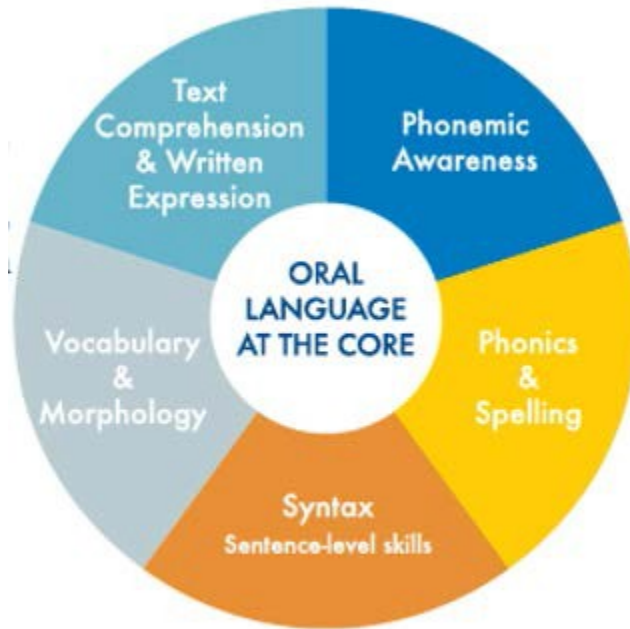 Text
Comprehension
& Written
Expression
Phonemic
Awareness
ORAL
LANGUAGE
AT THE CORE
Vocabulary
&
Morphology
Phonics
&
Spelling
Syntax
Sentence-level skills